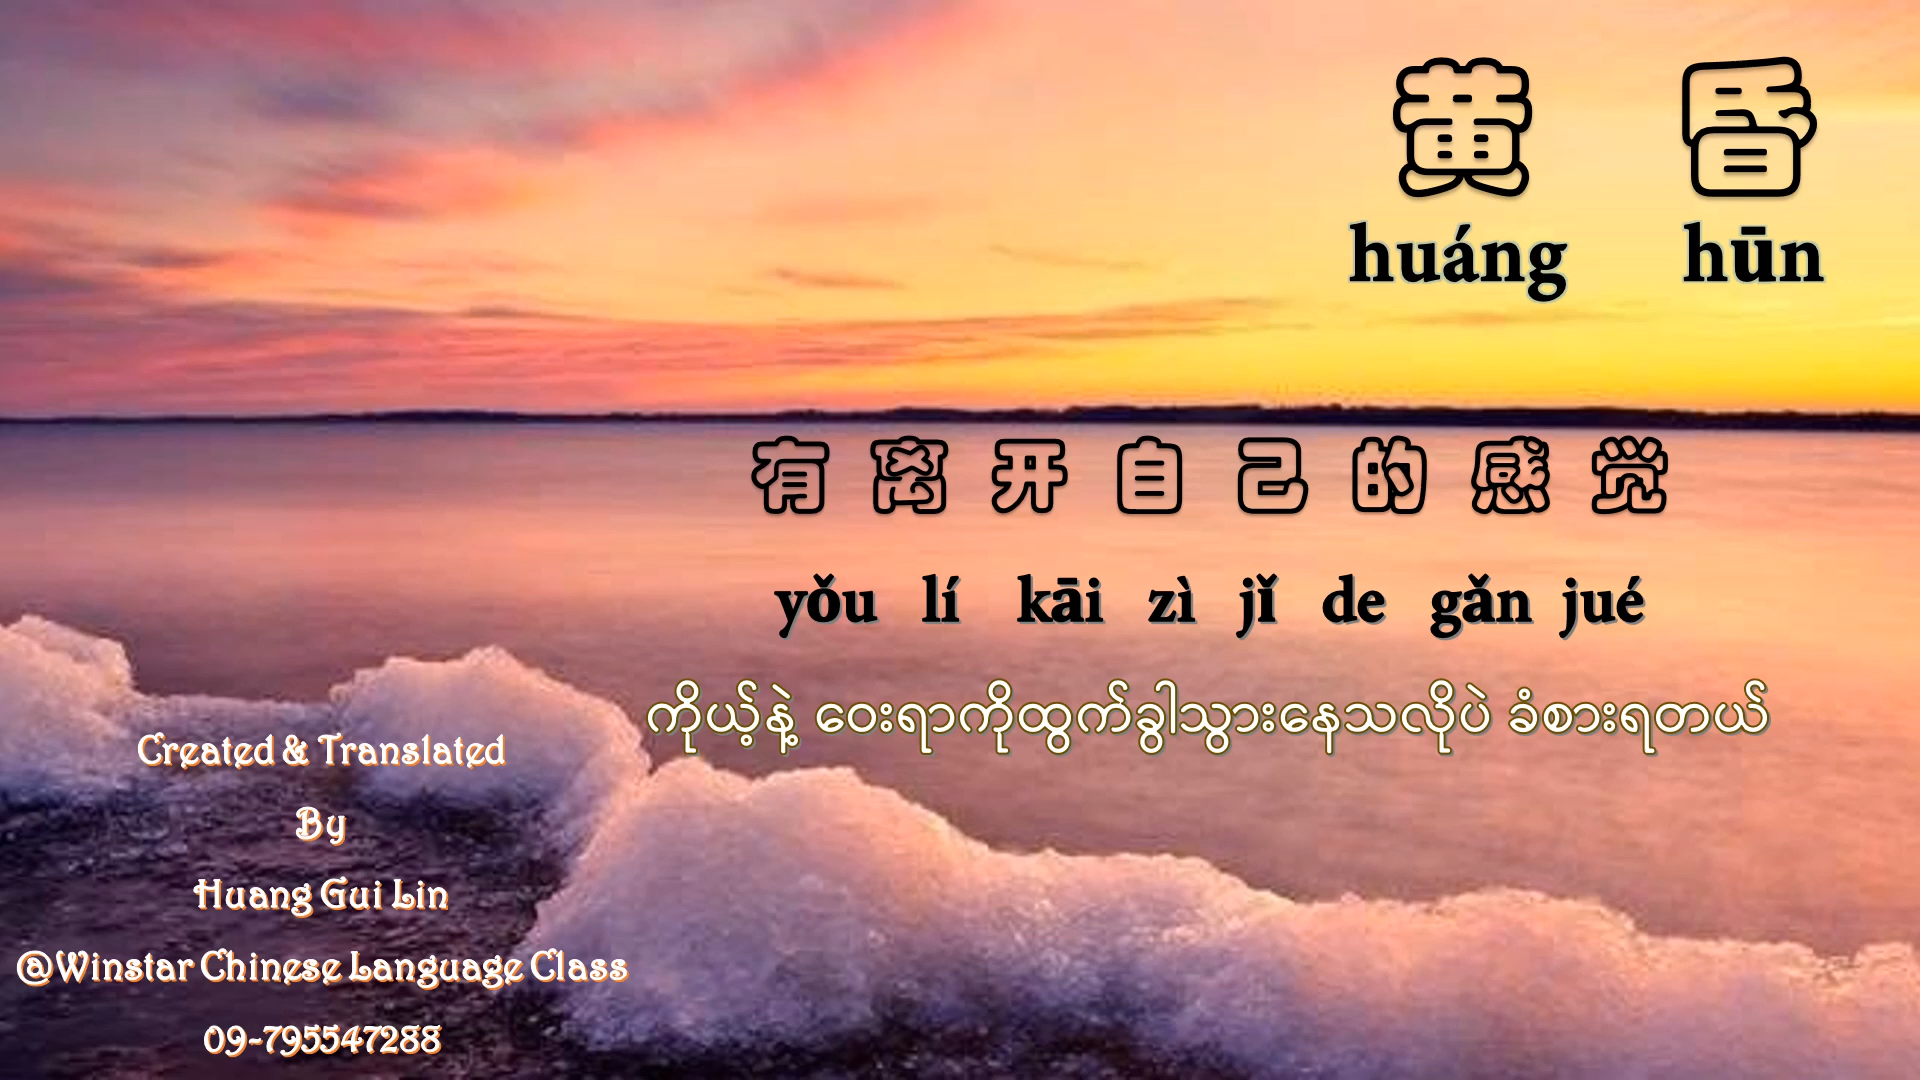 黄 昏
huáng hūn
有 离 开 自 己 的 感 觉
yǒu lí kāi zì jǐ de gǎn jué
ကိုယ့်နဲ့ ဝေးရာကိုထွက်ခွါသွားနေသလိုပဲ ခံစားရတယ်
Created & Translated
By
Huang Gui Lin
@Winstar Chinese Language Class
09-795547288